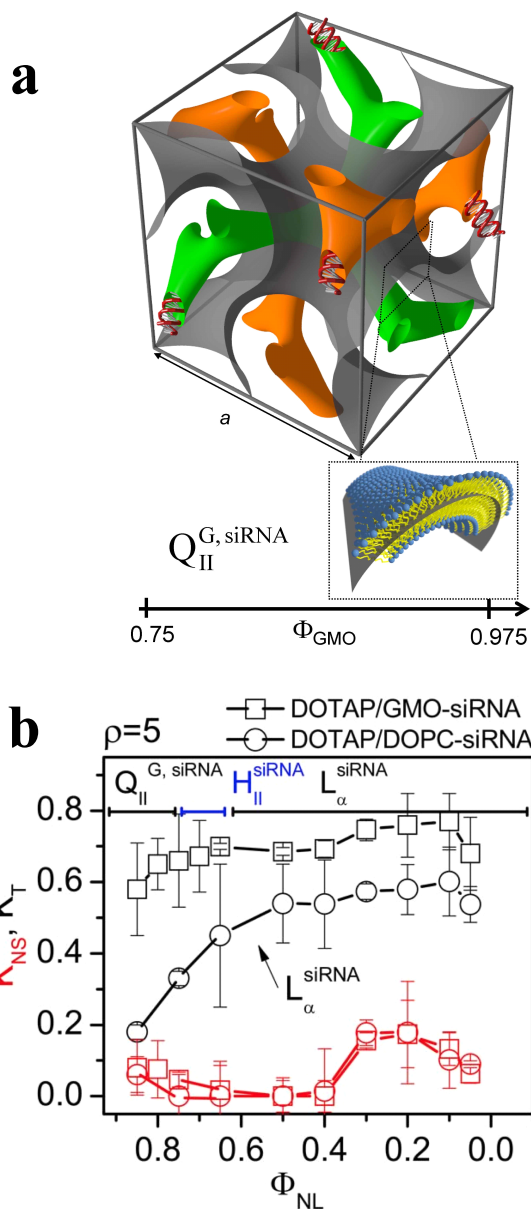 a
a
Q_II^G, siRNA
0.75
Φ_GMO
0.975
b
ρ=5
DOTAP/GMO-siRNA
DOTAP/DOPC-siRNA
Q_II^G, siRNA
H_II^siRNA
L_α^siRNA
K_NS, K_T
0.8
0.6
0.4
L_α^siRNA
0.2
0.0
0.8 0.6 0.4 0.2 0.0
Φ_NL